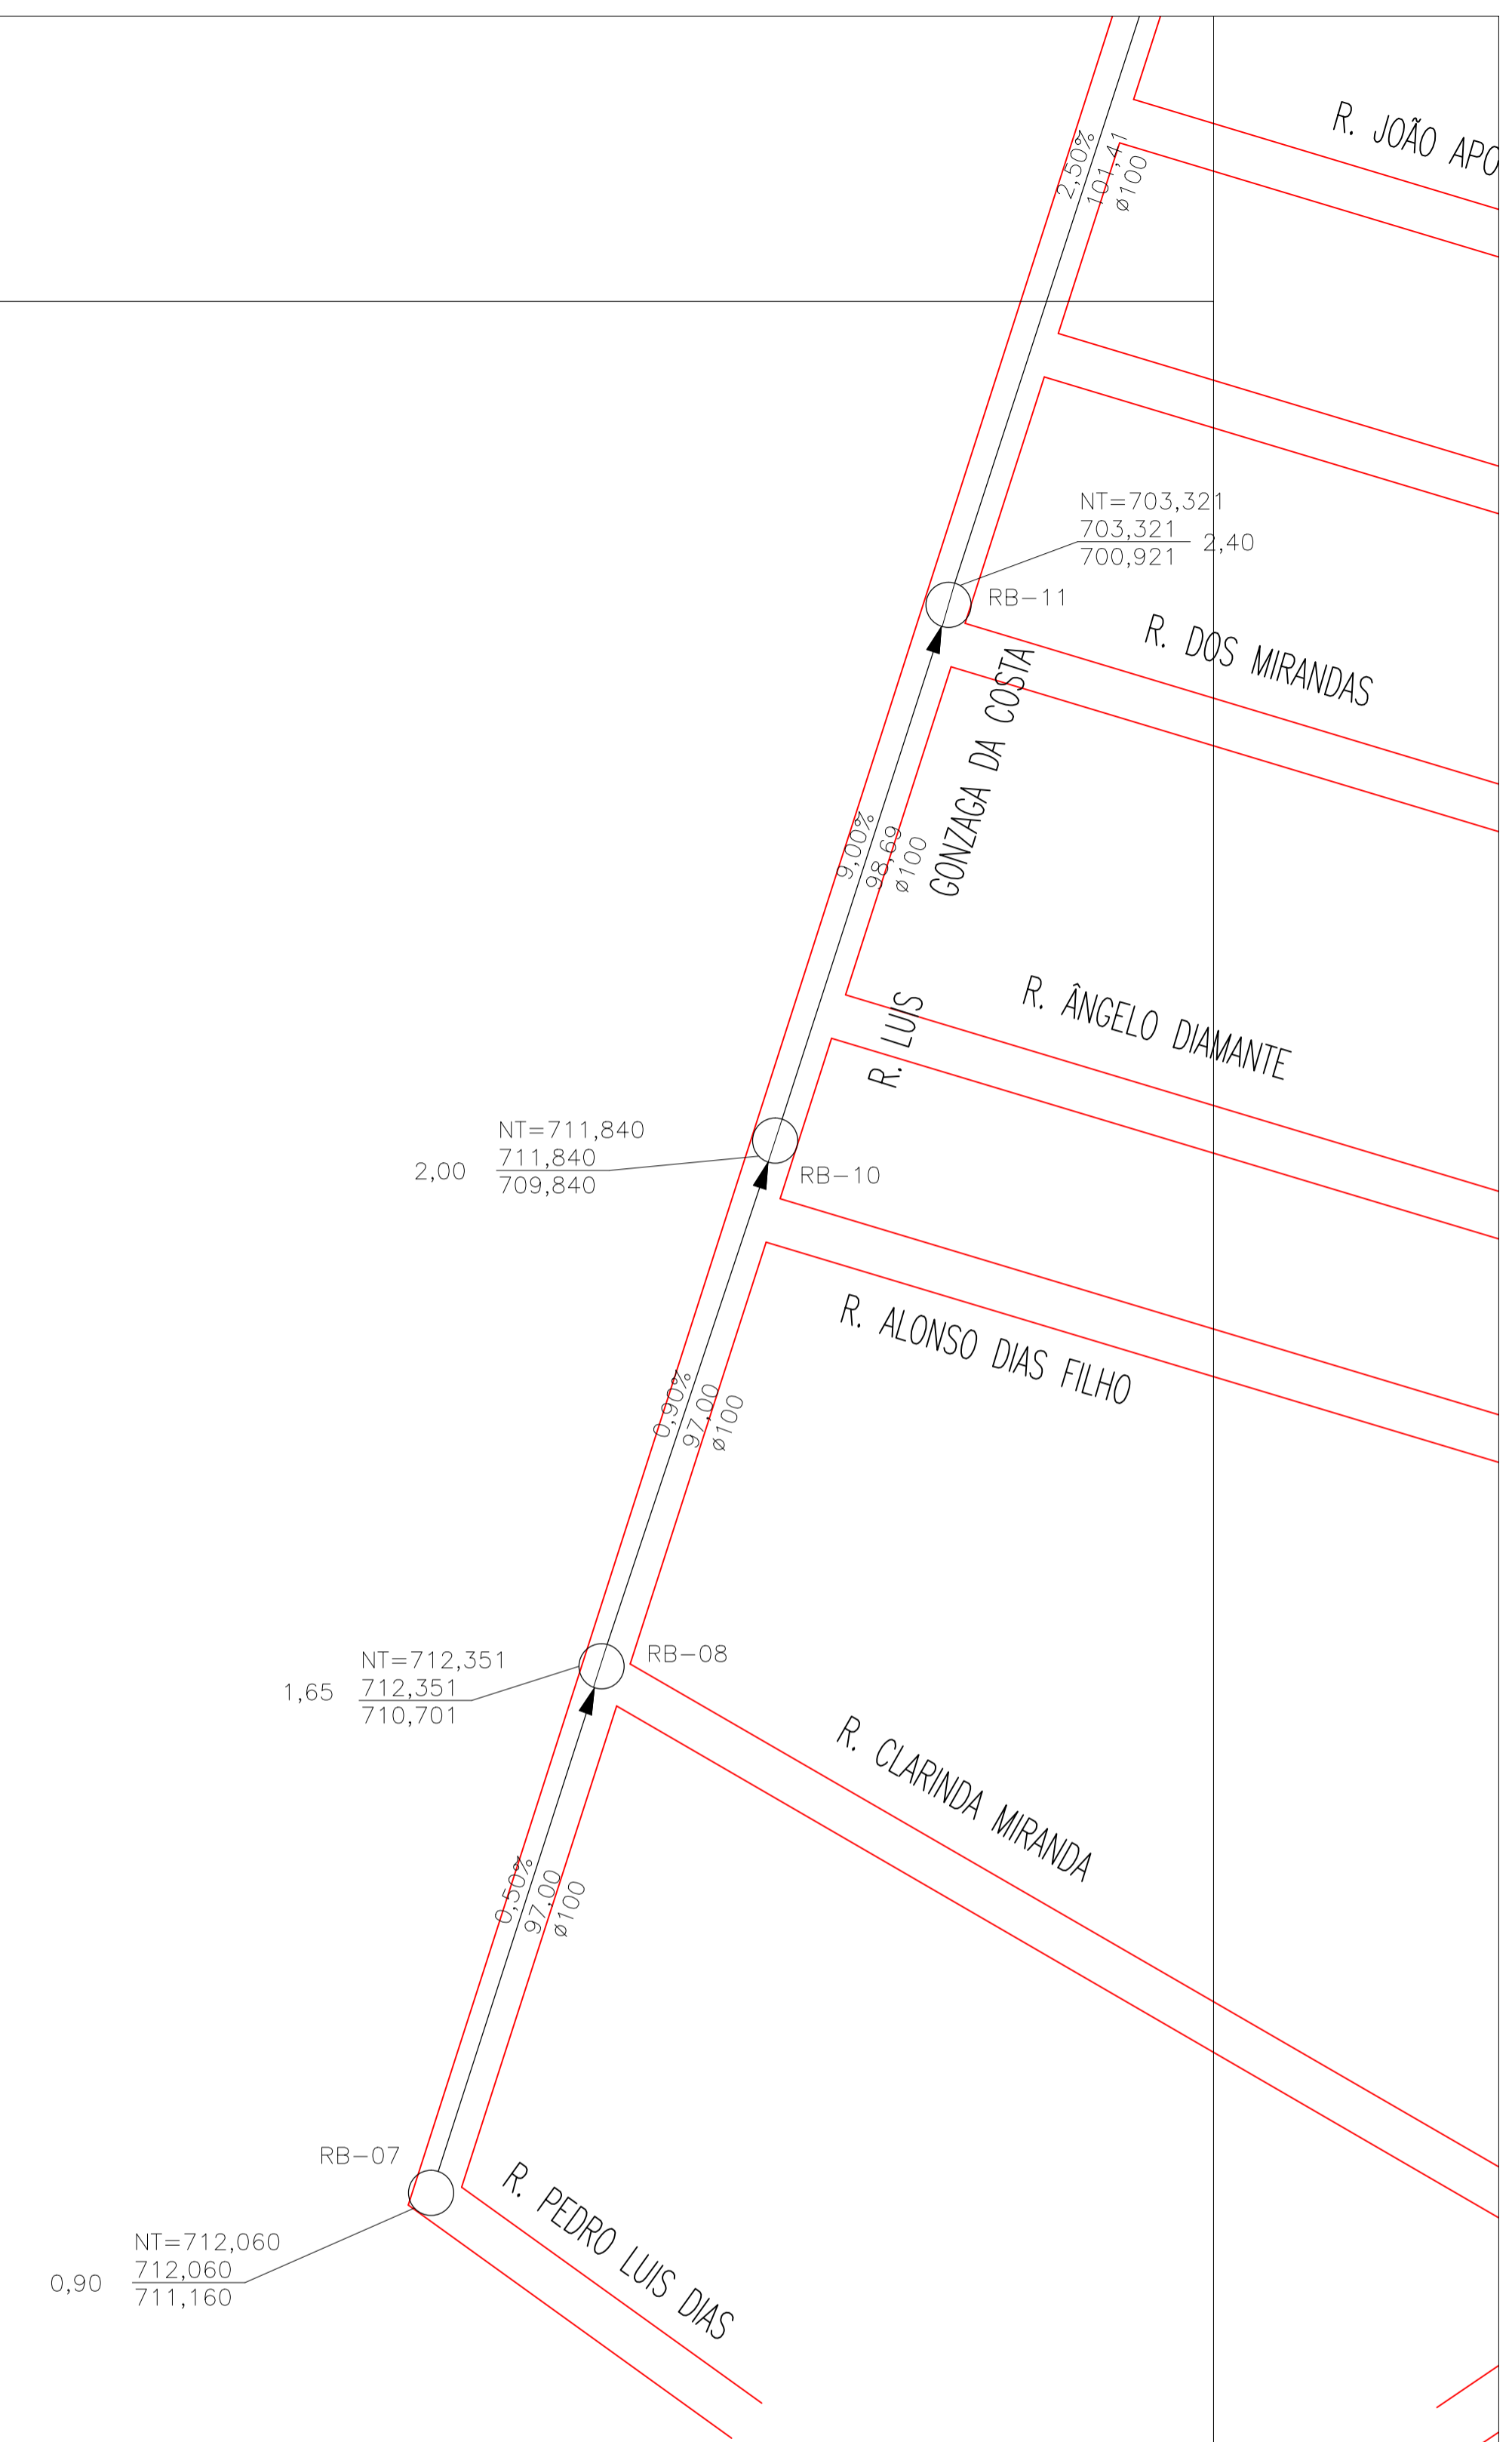 R. JOÃO APO
2,50%
101,41
ø100
NT=703,321
703,321
2,40
700,921
RB-11
R. DOS MIRANDAS
GONZAGA DA COSTA
9,00%
98,69
ø100
R. ÂNGELO DIAMANTE
R. LUIS
NT=711,840
711,840
2,00
709,840
RB-10
R. ALONSO DIAS FILHO
0,90%
97,00
ø100
RB-08
NT=712,351
712,351
1,65
710,701
R. CLARINDA MIRANDA
0,50%
97,00
ø100
RB-07
R. PEDRO LUIS DIAS
NT=712,060
712,060
0,90
711,160